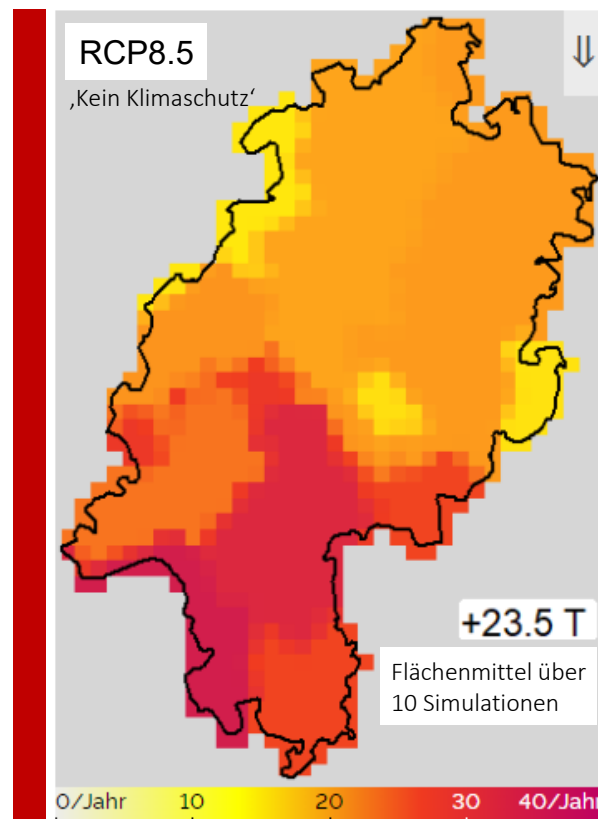 RCP8.5
‚Kein Klimaschutz‘
⇓
+23.5 T
Flächenmittel über
10 Simulationen
0/Jahr 10 20 30 40/Jahr